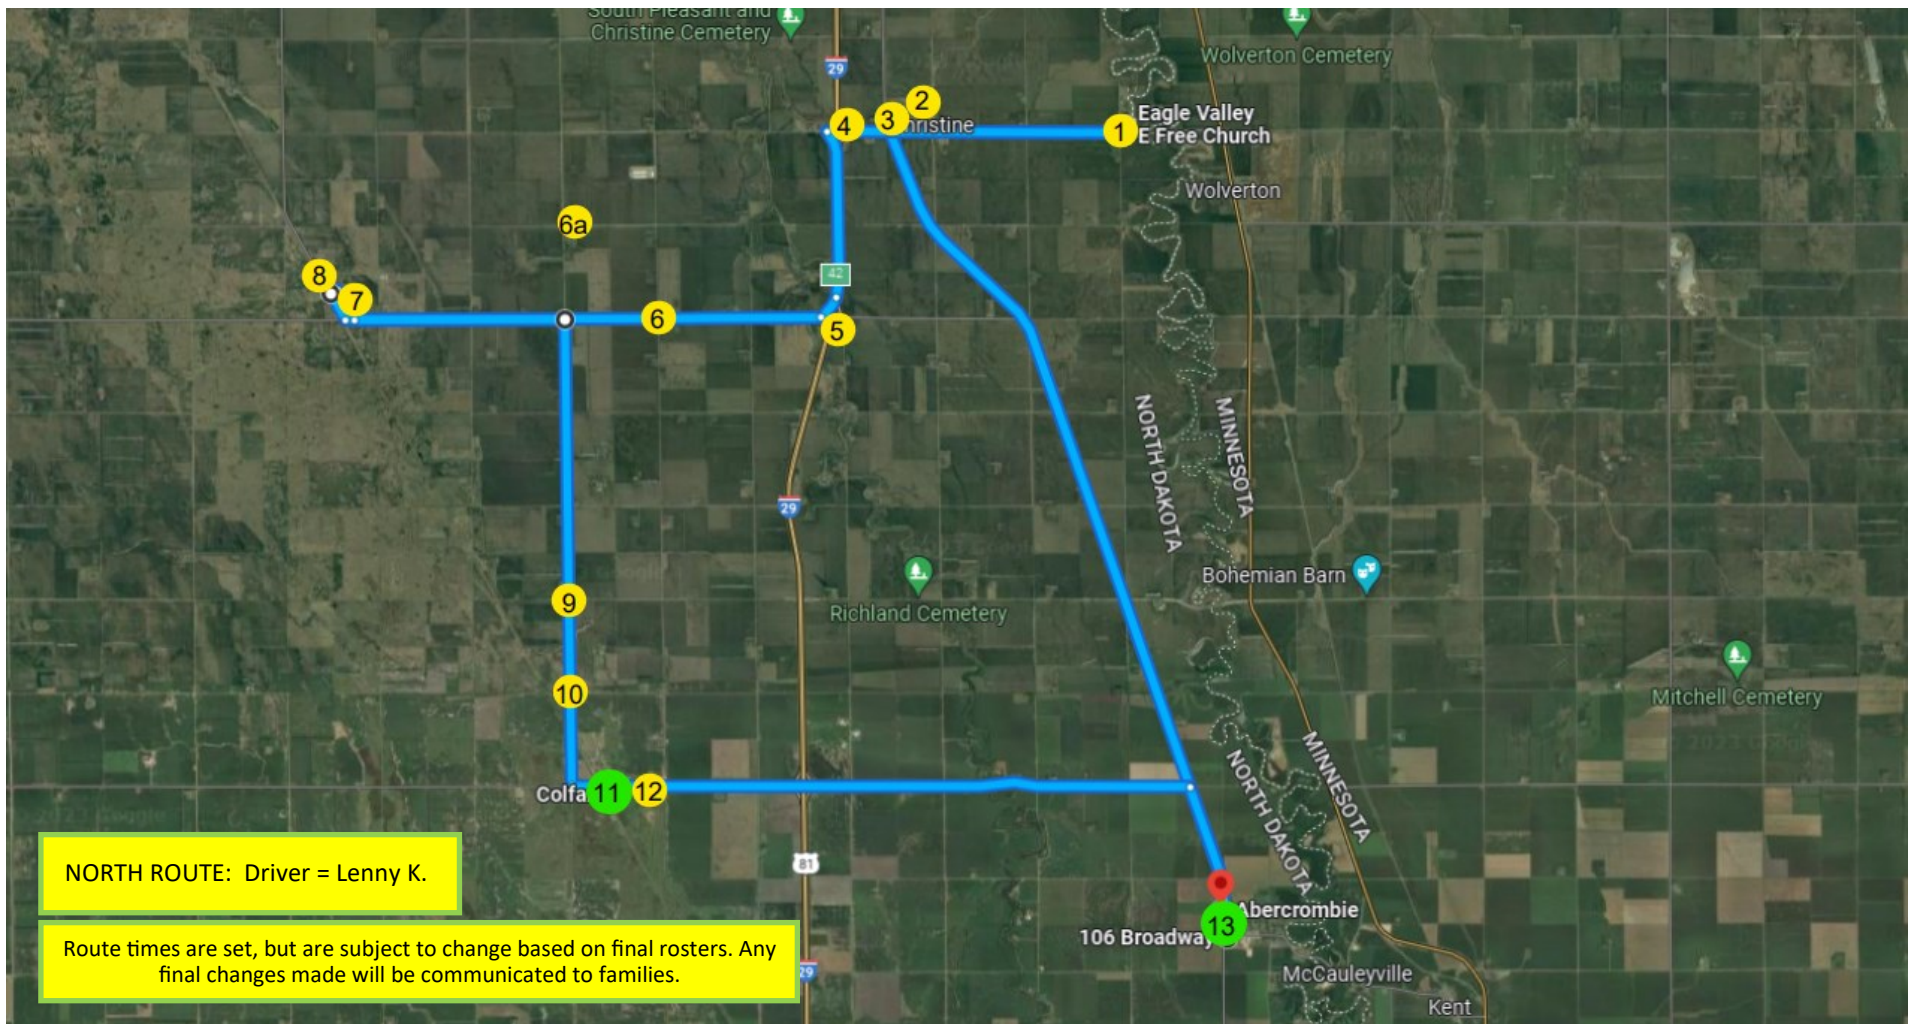 South Pleasant and
Christine Cemetery
29
Wolverton Cemetery
2
3
4
Christine
1
Eagle Valley
E Free Church
Wolverton
6a
8
7
42
6
5
NORTH DAKOTA
MINNESOTA
29
Bohemian Barn
Richland Cemetery
9
10
Mitchell Cemetery
Colfa
11
12
NORTH DAKOTA
MINNESOTA
81
NORTH ROUTE: Driver = Lenny K.
Abercrombie
13
106 Broadway
Route times are set, but are subject to change based on final rosters. Any
final changes made will be communicated to families.
29
McCauleyville
Kent